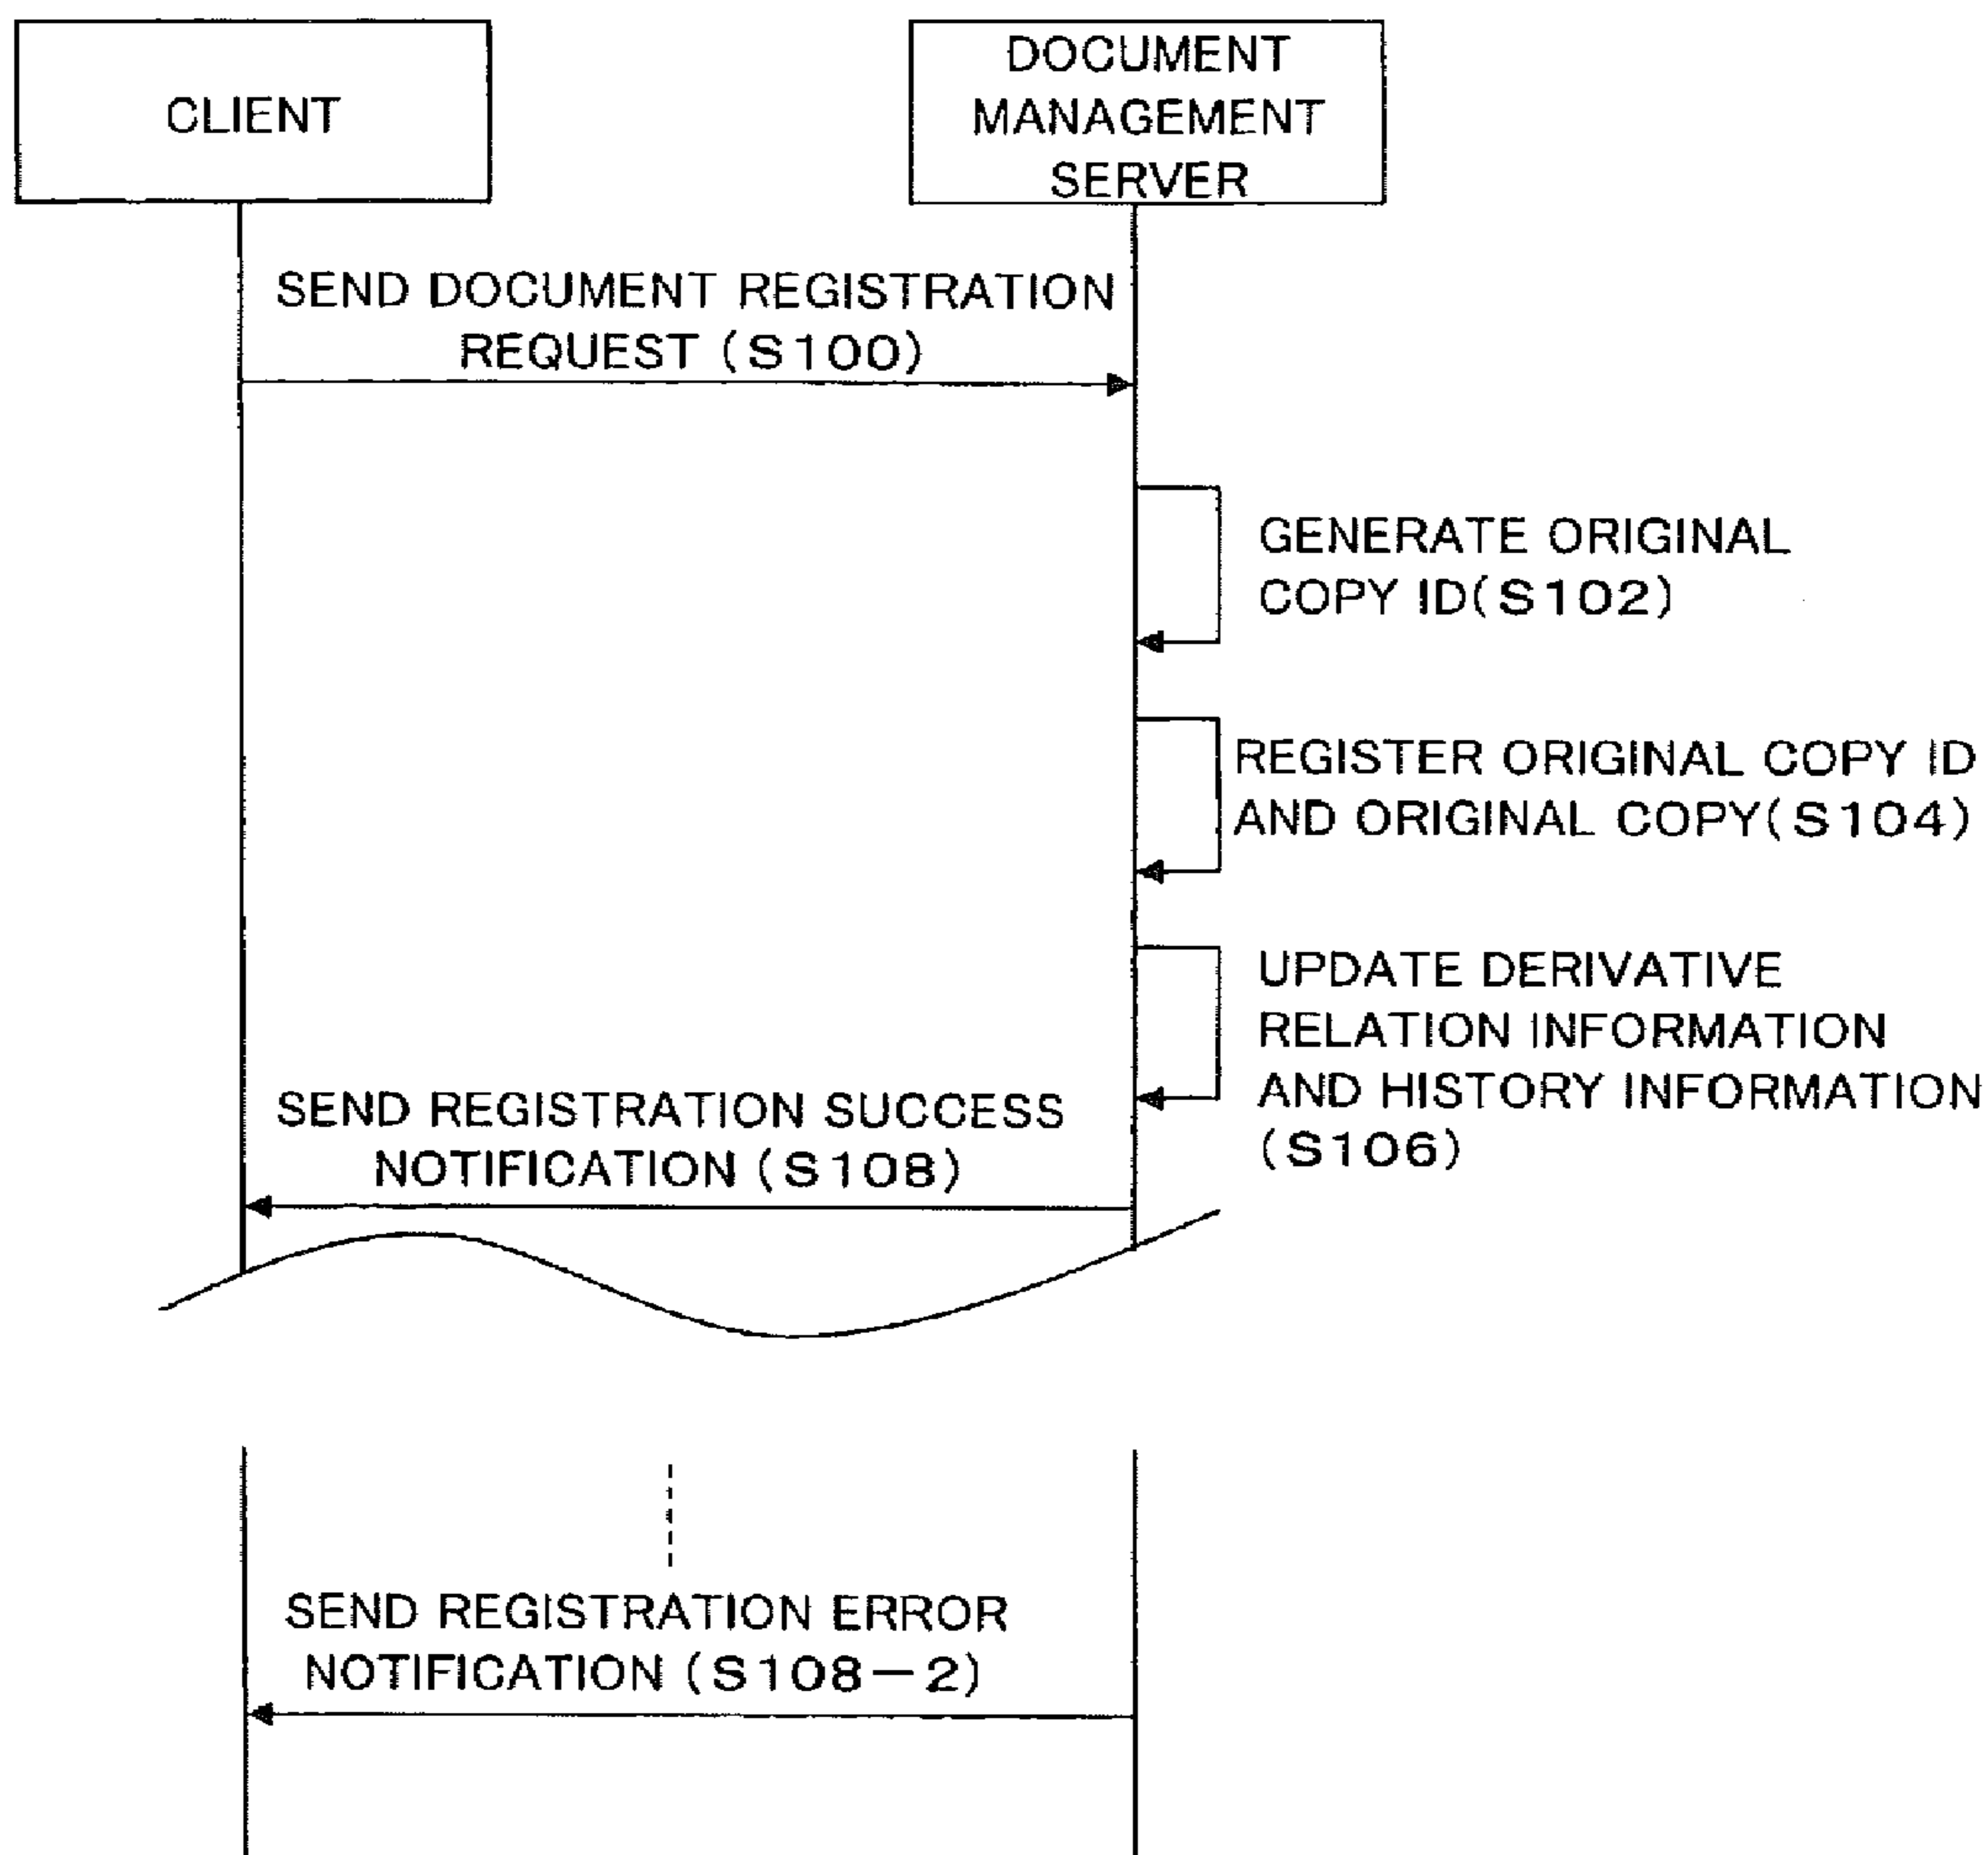 CLIENT
DOCUMENT
MANAGEMENT
SERVER
SEND DOCUMENT REGISTRATION
REQUEST (S100)
GENERATE ORIGINAL
COPY ID(S102)
REGISTER ORIGINAL COPY ID
AND ORIGINAL COPY(S104)
UPDATE DERIVATIVE
RELATION INFORMATION
AND HISTORY INFORMATION
(S106)
SEND REGISTRATION SUCCESS
NOTIFICATION (S108)
SEND REGISTRATION ERROR
NOTIFICATION (S108-2)